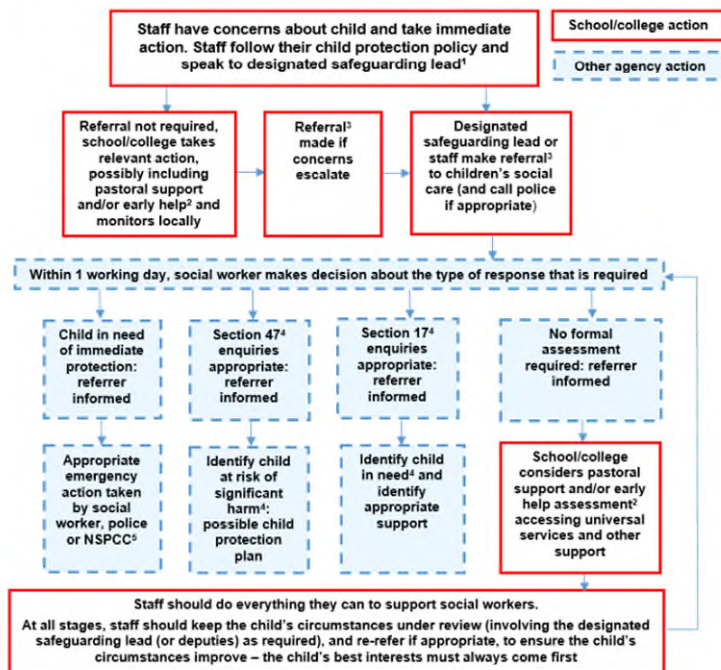 Staff have concerns about child and take immediate
action. Staff follow their child protection policy and
speak to designated safeguarding lead¹
School/college action
Other agency action
Referral not required,
school/college takes
relevant action,
possibly including
pastoral support
and/or early help² and
monitors locally
Referral³
made if
concerns
escalate
Designated
safeguarding lead or
staff make referral³
to children's social
care (and call police
if appropriate)
Within 1 working day, social worker makes decision about the type of response that is required
Child in need
of immediate
protection:
referrer
informed
Section 47⁴
enquiries
appropriate:
referrer
informed
Section 17⁴
enquiries
appropriate:
referrer
informed
No formal
assessment
required: referrer
informed
Appropriate
emergency
action taken
by social
worker, police
or NSPCC⁵
Identify child
at risk of
significant
harm⁴:
possible child
protection
plan
Identify child
in need⁴ and
identify
appropriate
support
School/college
considers pastoral
support and/or early
help assessment²
accessing universal
services and other
support
Staff should do everything they can to support social workers.
At all stages, staff should keep the child's circumstances under review (involving the designated
safeguarding lead (or deputies) as required), and re-refer if appropriate, to ensure the child's
circumstances improve – the child's best interests must always come first